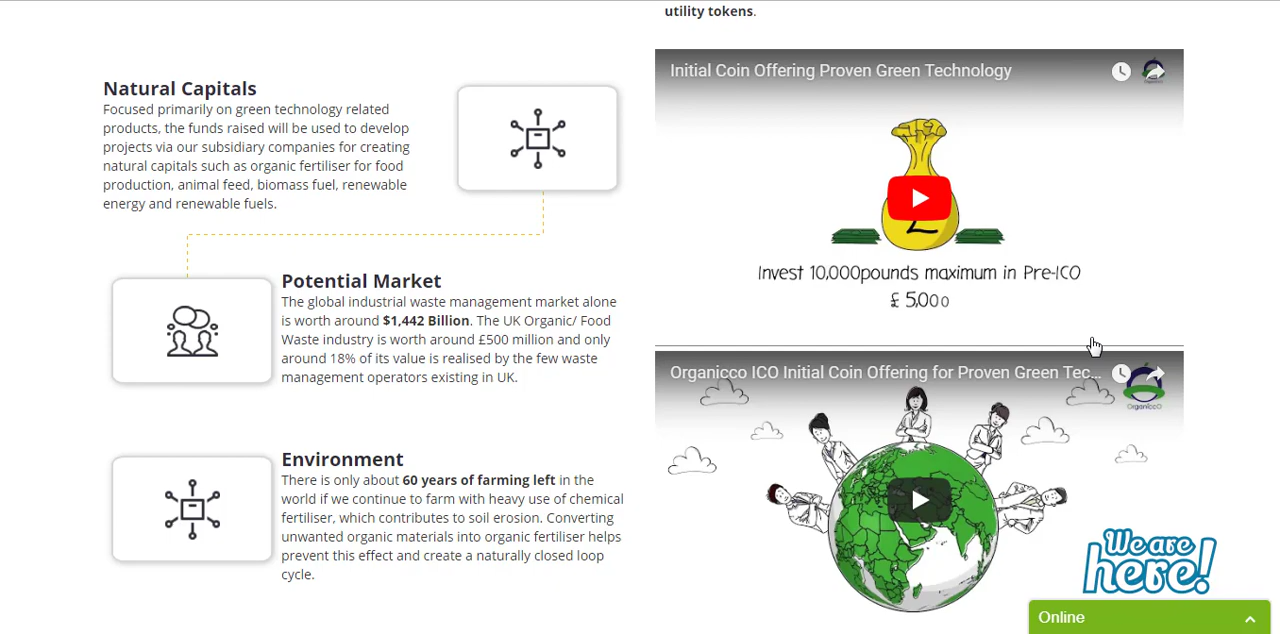 utility tokens.
Natural Capitals
Focused primarily on green technology related
products, the funds raised will be used to develop
projects via our subsidiary companies for creating
natural capitals such as organic fertiliser for food
production, animal feed, biomass fuel, renewable
energy and renewable fuels.
Potential Market
The global industrial waste management market alone
is worth around $1,442 Billion. The UK Organic/ Food
Waste industry is worth around £500 million and only
around 18% of its value is realised by the few waste
management operators existing in UK.
Environment
There is only about 60 years of farming left in the
world if we continue to farm with heavy use of chemical
fertiliser, which contributes to soil erosion. Converting
unwanted organic materials into organic fertiliser helps
prevent this effect and create a naturally closed loop
cycle.
Initial Coin Offering Proven Green Technology
Invest 10,000pounds maximum in Pre-ICO
£ 5,000
Organicco ICO Initial Coin Offering for Proven Green Tec...
OrganiccO
We are
here!
Online